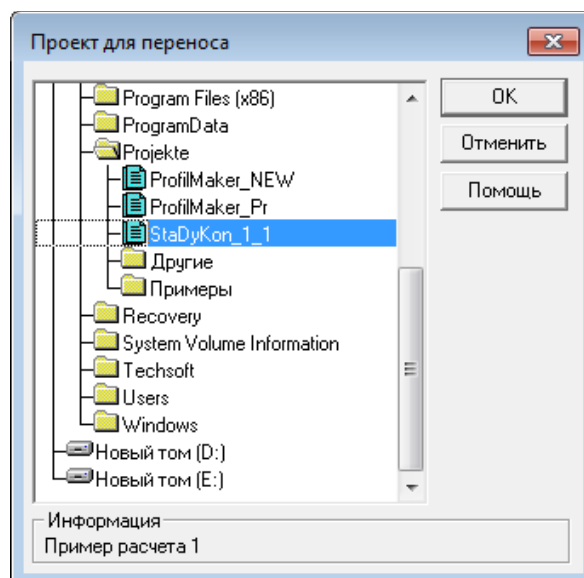 Проект для переноса
Program Files (x86)
ProgramData
Projekte
ProfilMaker_NEW
ProfilMaker_Pr
StaDyKon_1_1
Другие
Примеры
Recovery
System Volume Information
Techsoft
Users
Windows
Новый том (D:)
Новый том (E:)
OK
Отменить
Помощь
Информация
Пример расчета 1